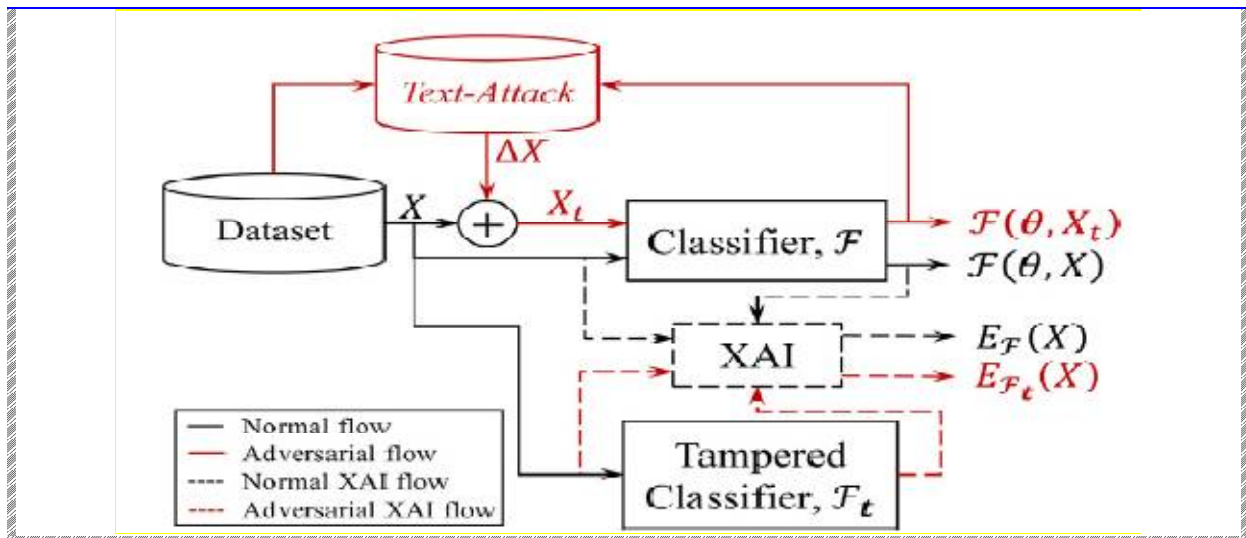 Text-Attack
ΔX
Dataset
X
+
X_t
Classifier, ℱ
ℱ(θ, X_t)
ℱ(θ, X)
XAI
E_ℱ(X)
E_ℱ_t(X)
Normal flow
Adversarial flow
Normal XAI flow
Adversarial XAI flow
Tampered
Classifier, ℱ_t